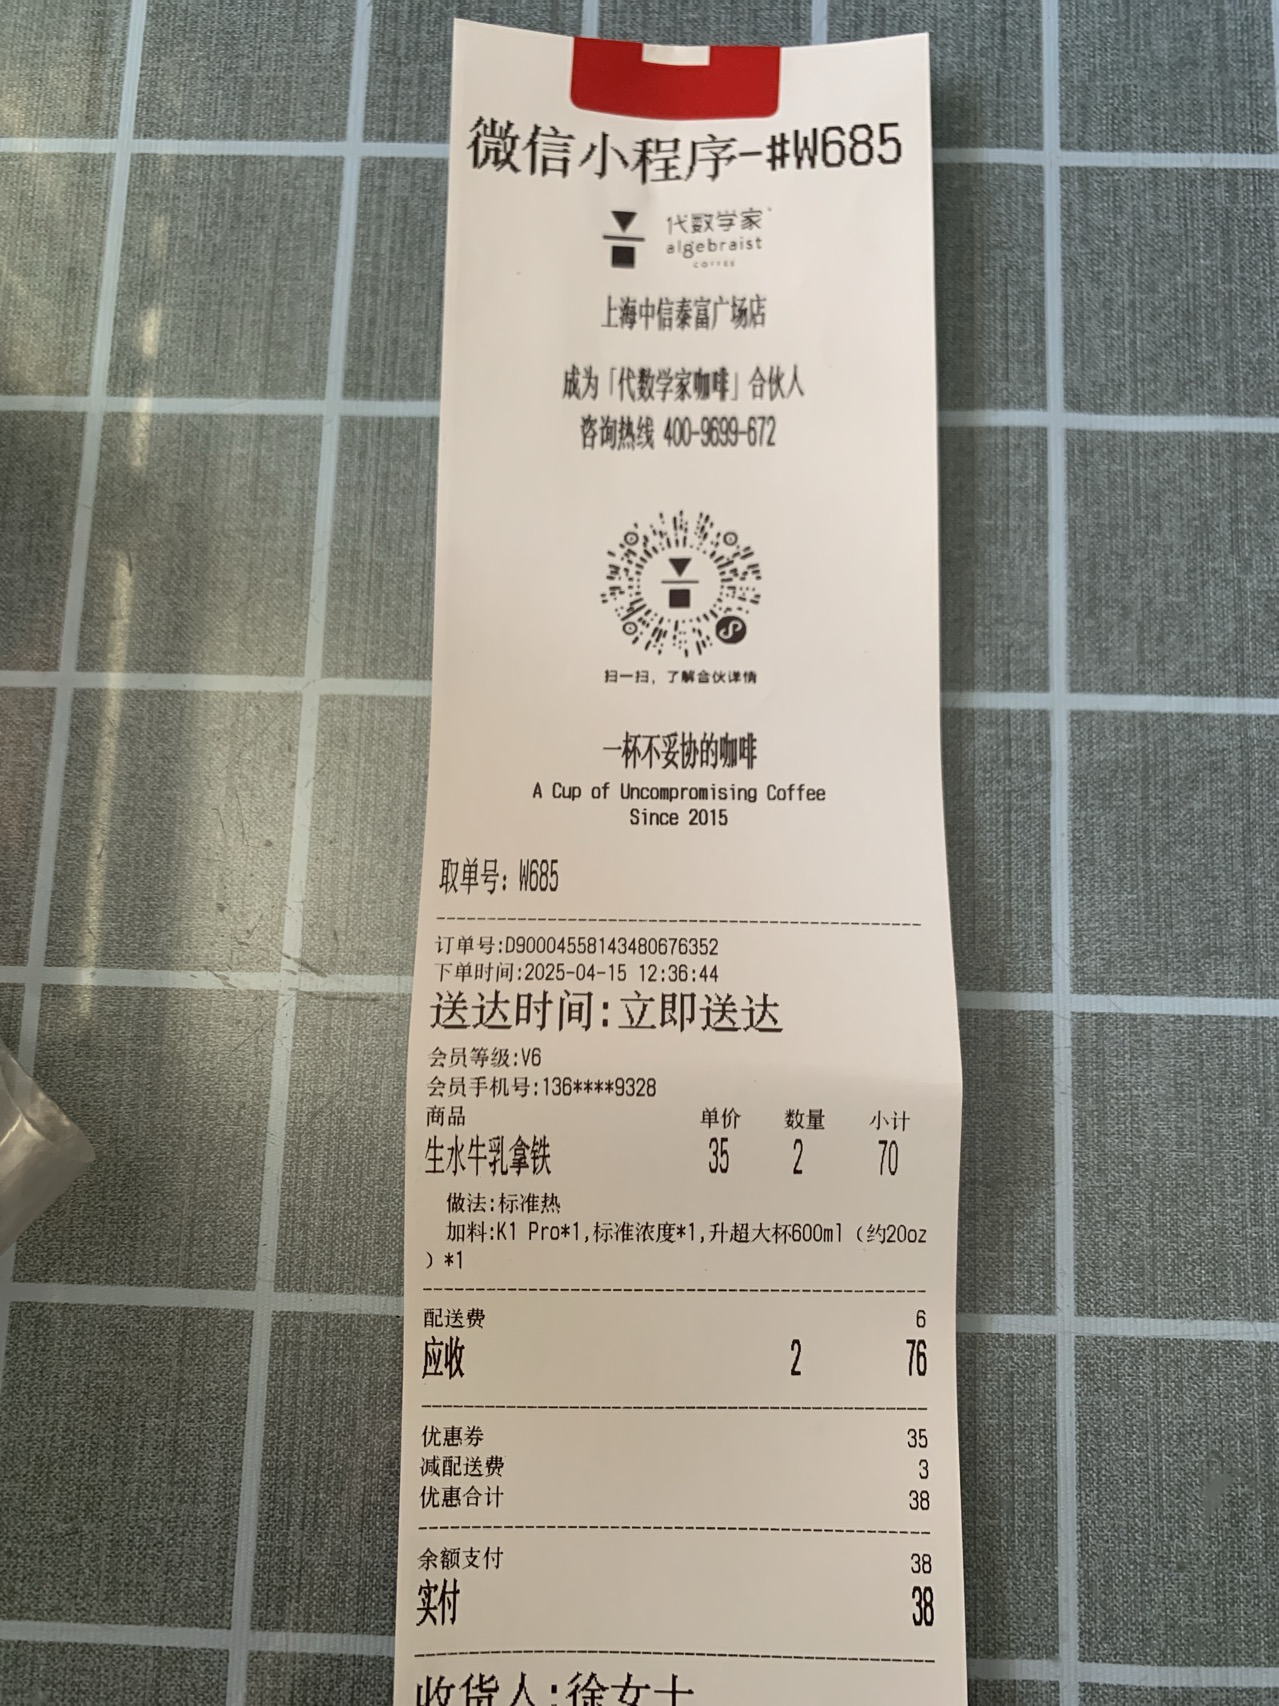 微信小程序-#W685
代数学家
algebraist
COFFEE
上海中信泰富广场店
成为「代数学家咖啡」合伙人
咨询热线 400-9699-672
扫一扫，了解合伙详情
一杯不妥协的咖啡
A Cup of Uncompromising Coffee
Since 2015
取单号: W685
订单号:D90004558143480676352
下单时间:2025-04-15 12:36:44
送达时间:立即送达
会员等级:V6
会员手机号:136****9328
商品 单价 数量 小计
生水牛乳拿铁 35 2 70
做法:标准热
加料:K1 Pro*1,标准浓度*1,升超大杯600ml（约20oz
）*1
配送费 6
应收 2 76
优惠券 35
减配送费 3
优惠合计 38
余额支付 38
实付 38
收货人:徐女士